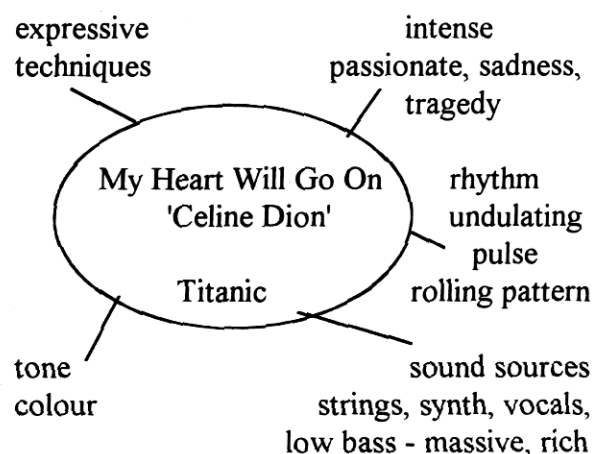 expressive
techniques
intense
passionate, sadness,
tragedy
My Heart Will Go On
'Celine Dion'
Titanic
rhythm
undulating
pulse
rolling pattern
tone
colour
sound sources
strings, synth, vocals,
low bass - massive, rich